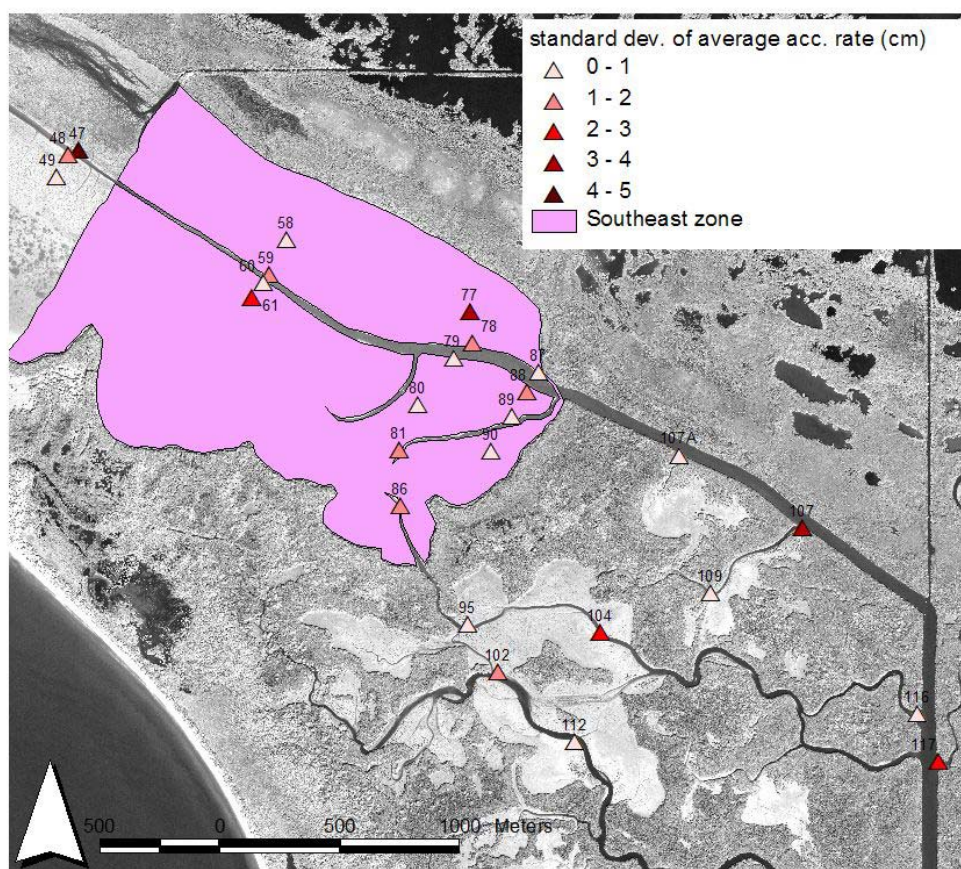 standard dev. of average acc. rate (cm)
0 - 1
1 - 2
2 - 3
3 - 4
4 - 5
Southeast zone
47
48
49
58
59
60
61
77
78
79
87
88
80
89
81
90
86
107A
107
109
95
104
102
116
112
117
500 0 500 1000 Meters